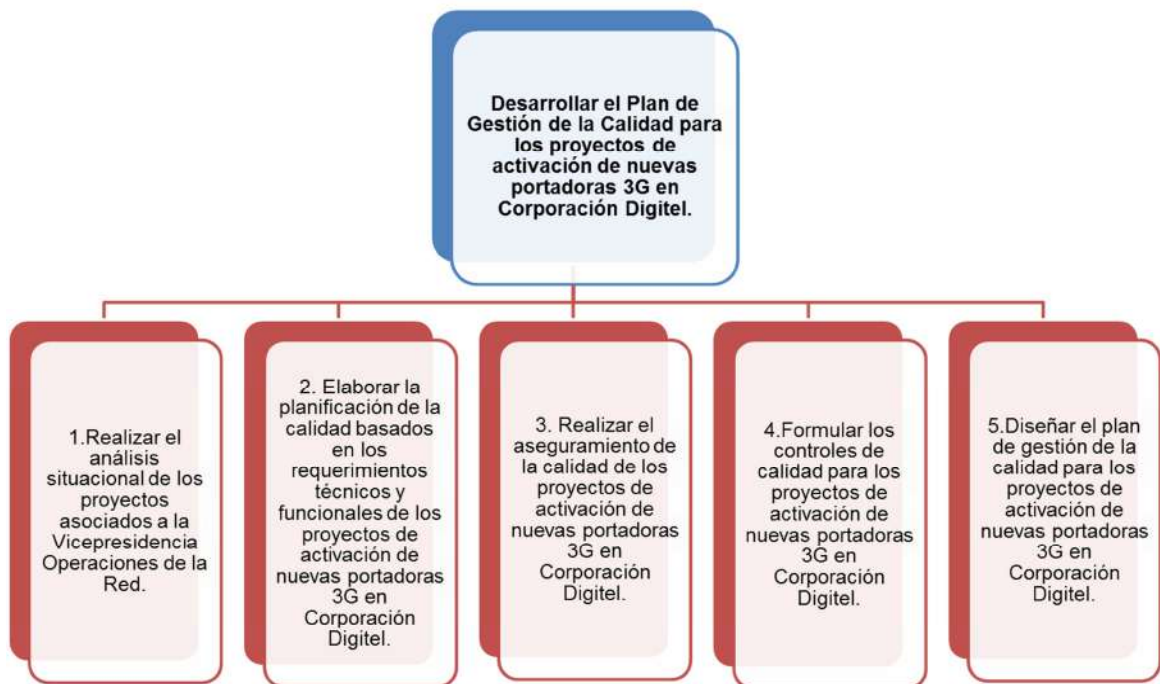 Desarrollar el Plan de
Gestión de la Calidad para
los proyectos de
activación de nuevas
portadoras 3G en
Corporación Digitel.
1.Realizar el
análisis
situacional de los
proyectos
asociados a la
Vicepresidencia
Operaciones de la
Red.
2. Elaborar la
planificación de la
calidad basados
en los
requerimientos
técnicos y
funcionales de los
proyectos de
activación de
nuevas portadoras
3G en
Corporación
Digitel.
3. Realizar el
aseguramiento de
la calidad de los
proyectos de
activación de
nuevas portadoras
3G en
Corporación
Digitel.
4.Formular los
controles de
calidad para los
proyectos de
activación de
nuevas portadoras
3G en
Corporación
Digitel.
5.Diseñar el plan
de gestión de la
calidad para los
proyectos de
activación de
nuevas portadoras
3G en
Corporación
Digitel.